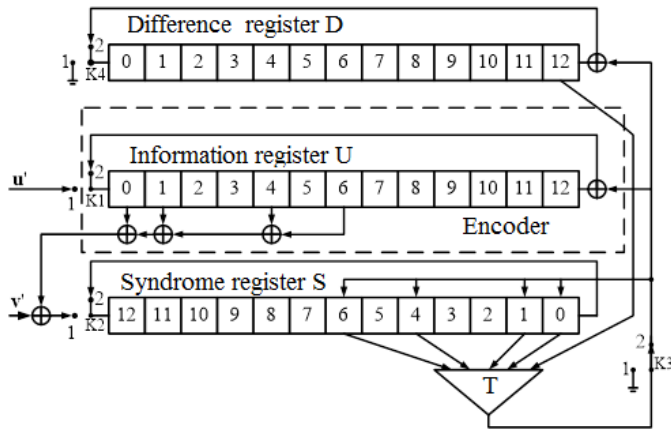 Difference register D
2
1
K4
0 1 2 3 4 5 6 7 8 9 10 11 12
Information register U
2
u'
1
K1
0 1 2 3 4 6 7 8 9 10 11 12
Encoder
Syndrome register S
2
v'
1
K2
12 11 10 9 8 7 6 5 4 3 2 1 0
2
1
K3
T